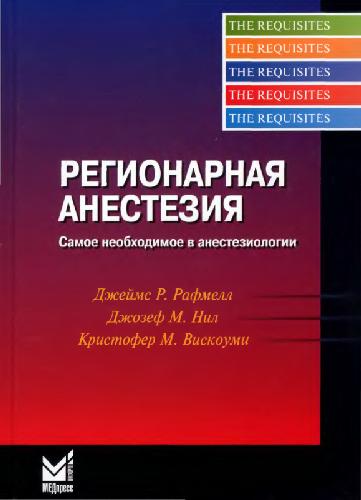 THE REQUISITES
THE REQUISITES
THE REQUISITES
THE REQUISITES
THE REQUISITES
РЕГИОНАРНАЯ
АНЕСТЕЗИЯ
Самое необходимое в анестезиологии
Джеймс Р. Рафмелл
Джозеф М. Нил
Кристофер М. Вискоуми
МЕДпресс